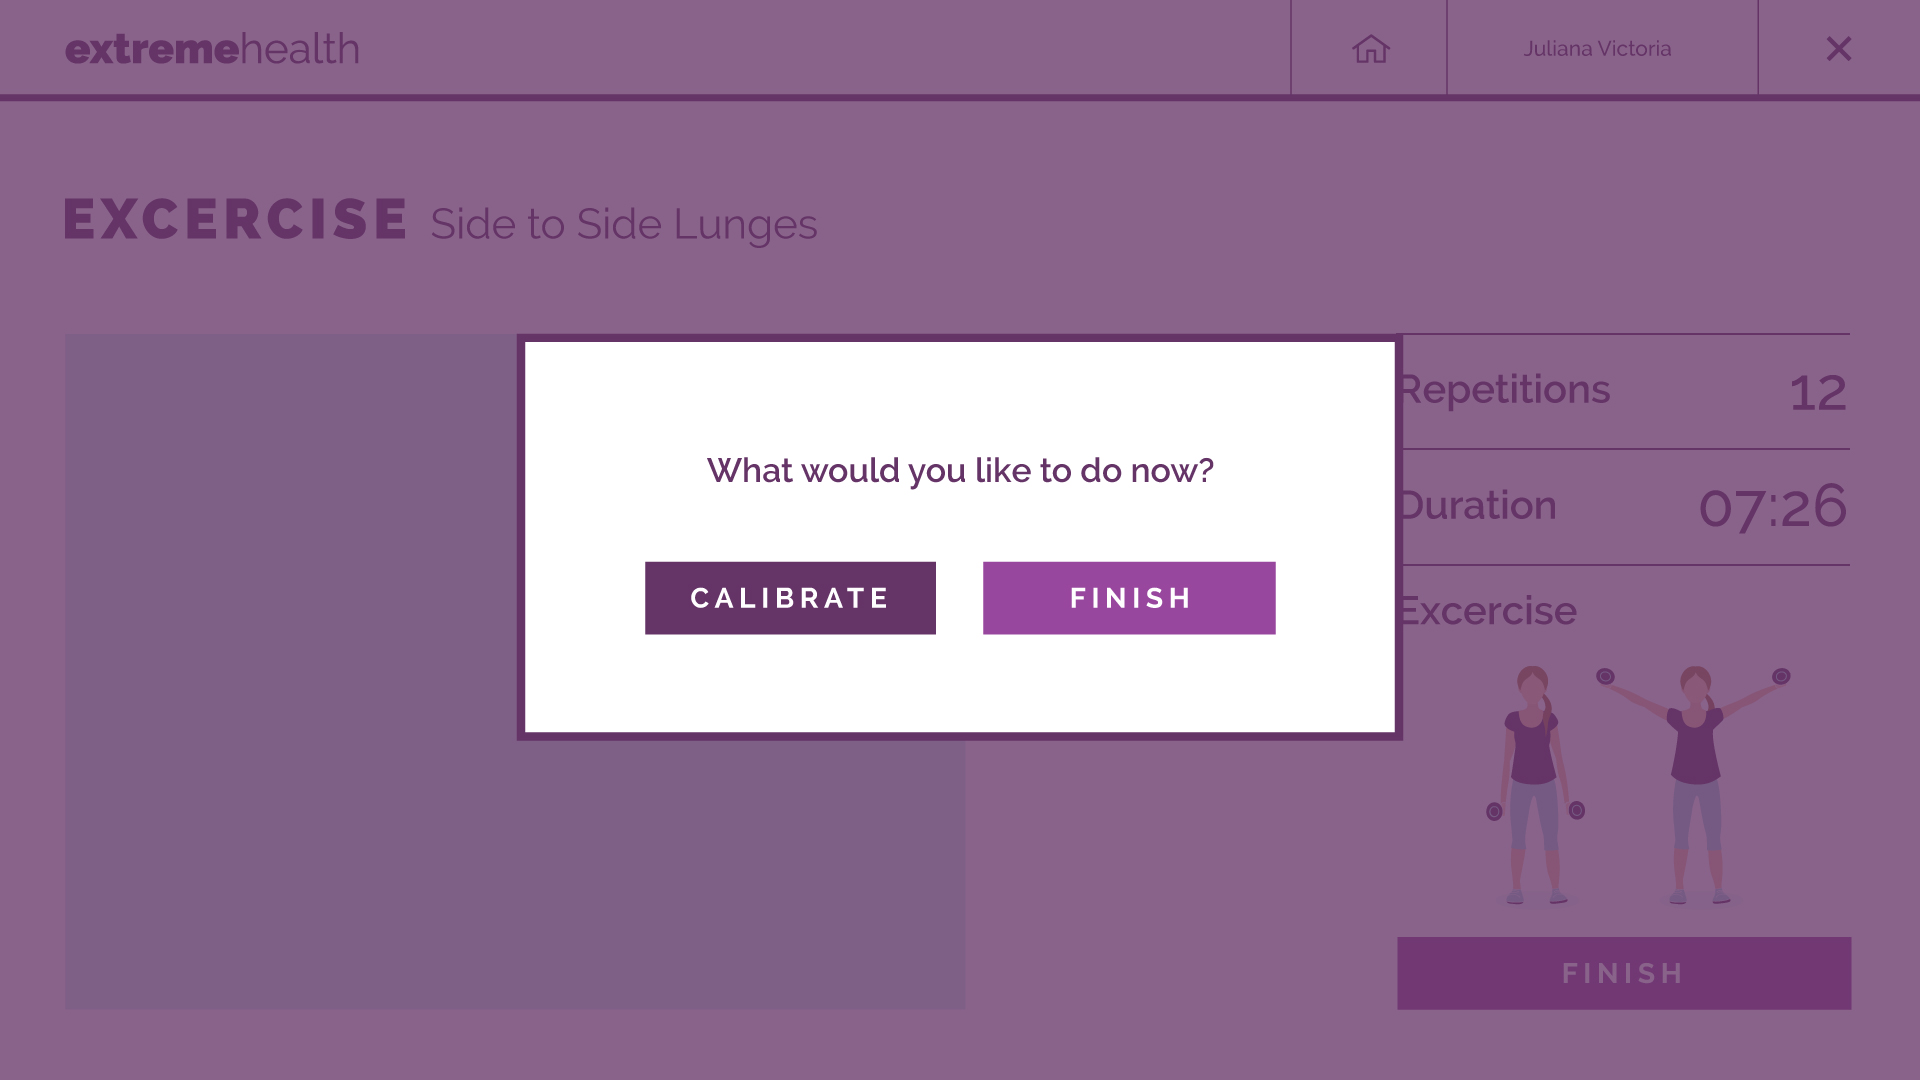 extremehealth
Juliana Victoria
EXCERCISE Side to Side Lunges
What would you like to do now?
CALIBRATE
FINISH
Repetitions 12
Duration 07:26
Excercise
FINISH